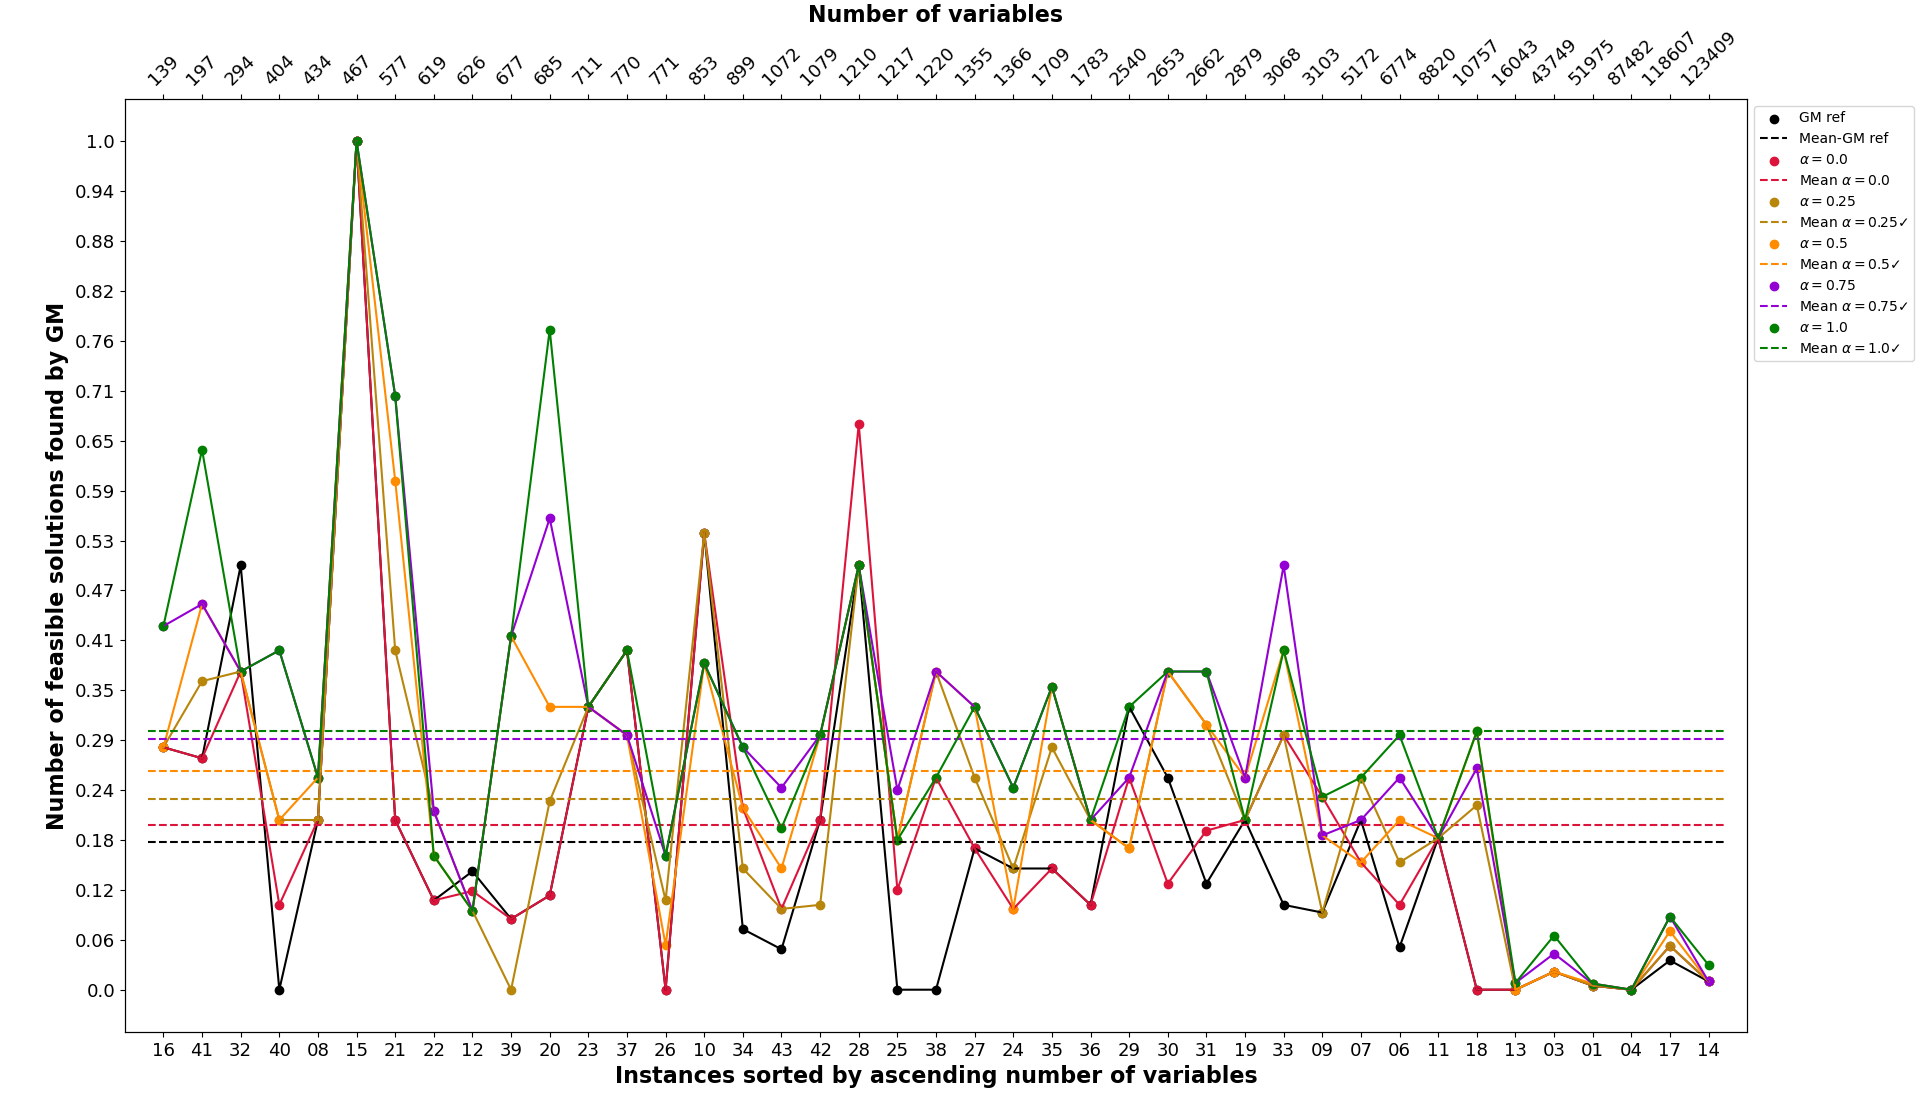 Number of variables
139 197 294 404 434 467 577 619 626 677 685 711 770 771 853 899 1072 1079 1210 1217 1220 1355 1366 1709 1783 2540 2653 2662 2879 3068 3103 5172 6774 8820 10757 16043 43749 51975 87482 118607 123409
Number of feasible solutions found by GM
1.0
0.94
0.88
0.82
0.76
0.71
0.65
0.59
0.53
0.47
0.41
0.35
0.29
0.24
0.18
0.12
0.06
0.0
GM ref
Mean-GM ref
α = 0.0
Mean α = 0.0
α = 0.25
Mean α = 0.25✓
α = 0.5
Mean α = 0.5✓
α = 0.75
Mean α = 0.75✓
α = 1.0
Mean α = 1.0✓
16 41 32 40 08 15 21 22 12 39 20 23 37 26 10 34 43 42 28 25 38 27 24 35 36 29 30 31 19 33 09 07 06 11 18 13 03 01 04 17 14
Instances sorted by ascending number of variables